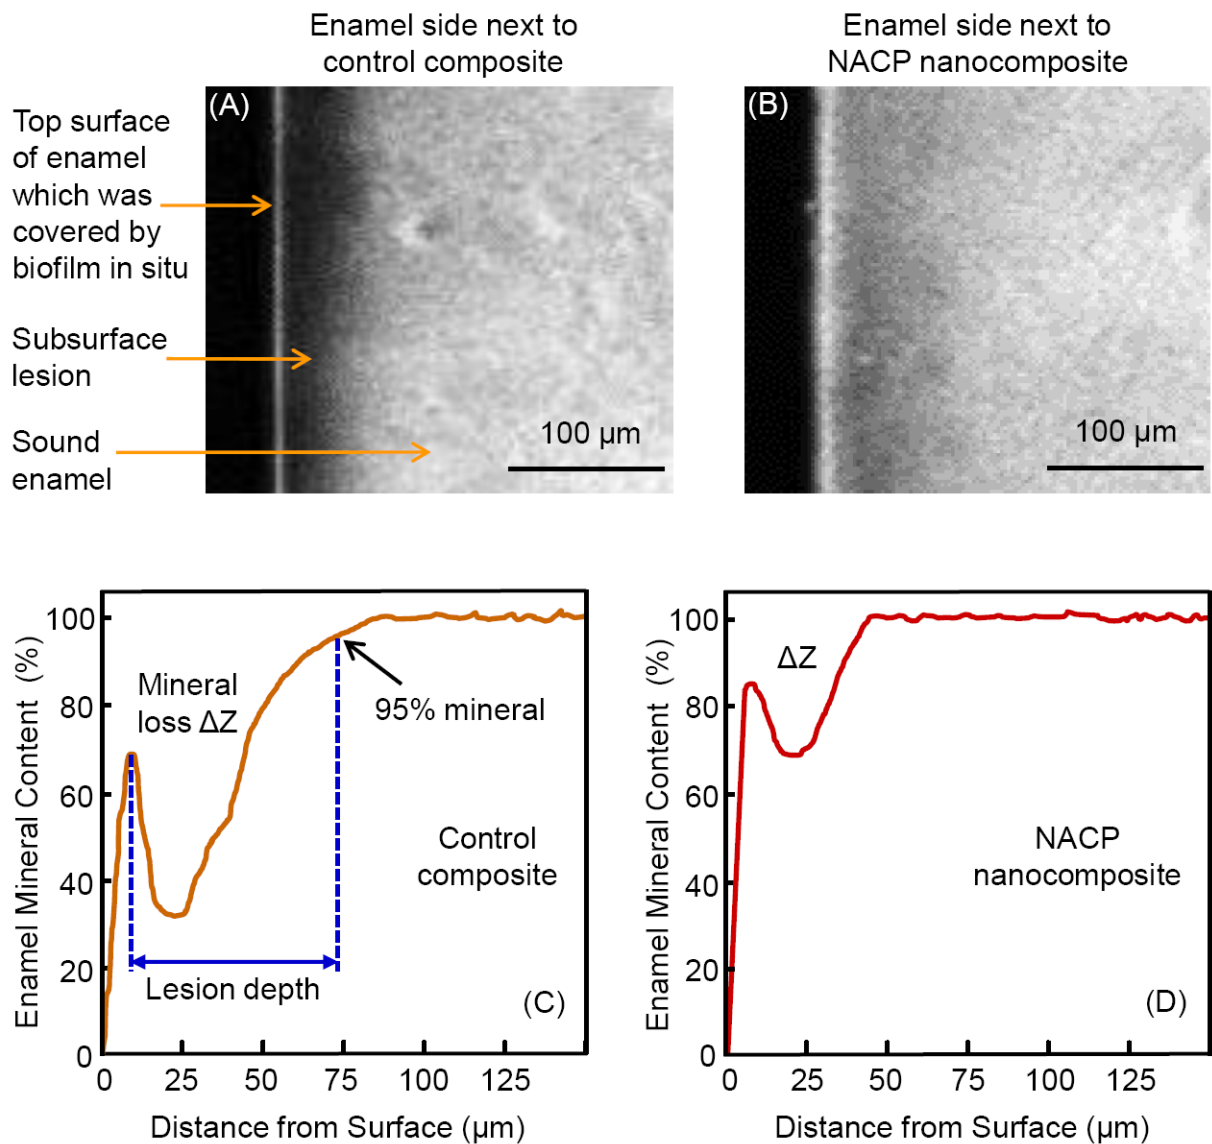 Enamel side next to
control composite
Enamel side next to
NACP nanocomposite
(A)
(B)
Top surface
of enamel
which was
covered by
biofilm in situ
Subsurface
lesion
Sound
enamel
100 µm
100 µm
Enamel Mineral Content (%)
100
80
60
40
20
0
Mineral
loss ΔZ
95% mineral
Control
composite
Lesion depth
(C)
0 25 50 75 100 125
Distance from Surface (µm)
Enamel Mineral Content (%)
100
80
60
40
20
0
ΔZ
NACP
nanocomposite
(D)
0 25 50 75 100 125
Distance from Surface (µm)